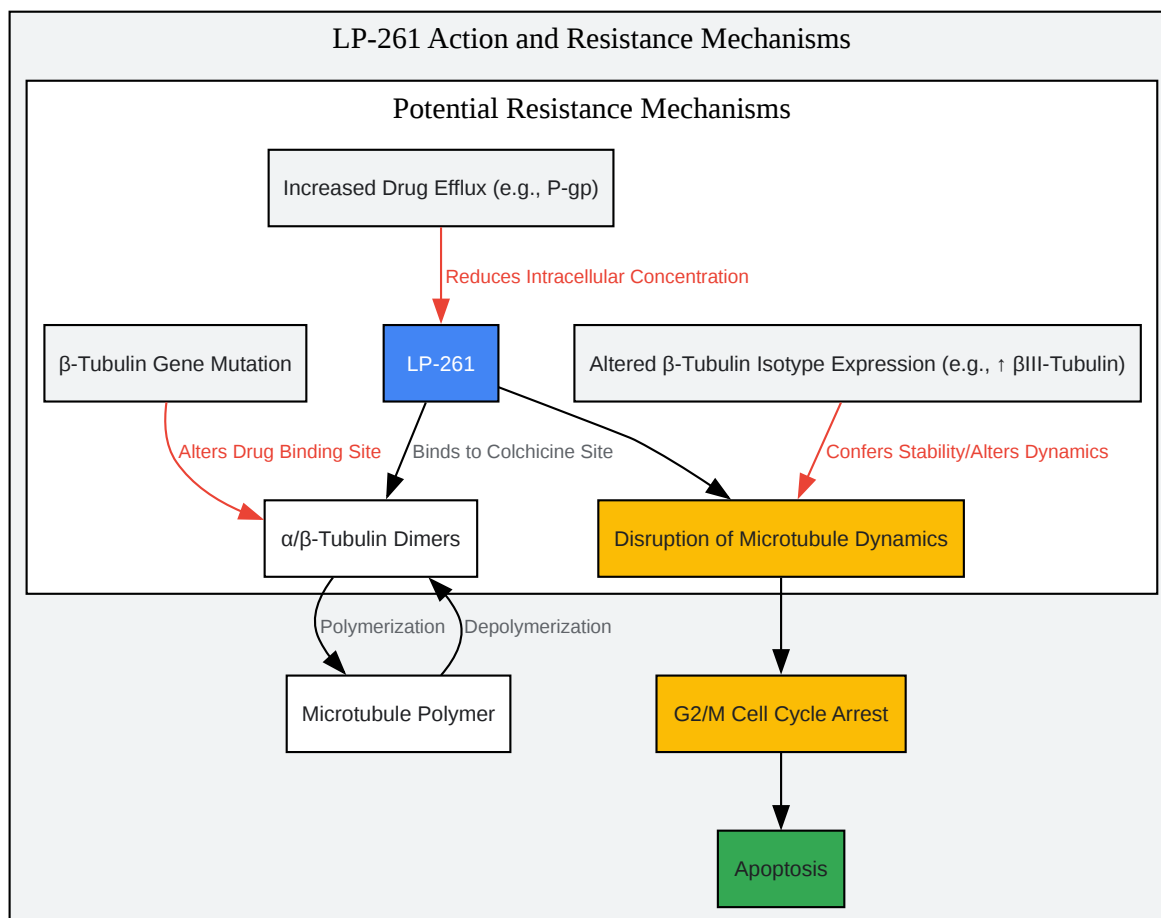 LP-261 Action and Resistance Mechanisms
Potential Resistance Mechanisms
Increased Drug Efflux (e.g., P-gp)
Reduces Intracellular Concentration
β-Tubulin Gene Mutation
LP-261
Altered β-Tubulin Isotype Expression (e.g., ↑ βIII-Tubulin)
Alters Drug Binding Site
Binds to Colchicine Site
Confers Stability/Alters Dynamics
α/β-Tubulin Dimers
Disruption of Microtubule Dynamics
Polymerization
Depolymerization
Microtubule Polymer
G2/M Cell Cycle Arrest
Apoptosis